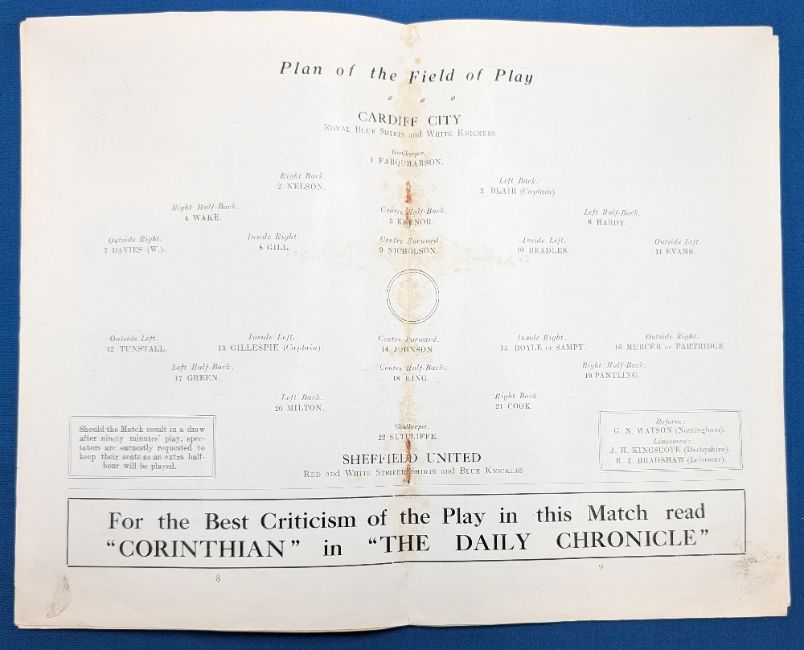 Plan of the Field of Play
CARDIFF CITY
ROYAL BLUE SHIRTS and WHITE KNICKERS
Goalkeeper.
1 FARQUHARSON.
Right Back.
2 NELSON.
Left Back.
3 BLAIR (Captain).
Right Half-Back.
4 WAKE.
Centre Half-Back.
5 KEENOR.
Left Half-Back.
6 HARDY.
Outside Right.
7 DAVIES (W.).
Inside Right.
8 GILL.
Centre Forward.
9 NICHOLSON.
Inside Left.
10 BEADLES.
Outside Left.
11 EVANS.
Outside Left.
12 TUNSTALL.
Inside Left.
13 GILLESPIE (Captain).
Centre Forward.
14 JOHNSON.
Inside Right.
15 BOYLE or SAMPY.
Outside Right.
16 MERCER or PARTRIDGE.
Left Half Back.
17 GREEN.
Centre Half-Back.
18 KING.
Right Half-Back.
19 PANTLING.
Left Back.
20 MILTON.
Right Back.
21 COOK.
Goalkeeper.
22 SUTCLIFFE.
SHEFFIELD UNITED
RED and WHITE STRIPED SHIRTS and BLUE KNICKERS
Should the Match result in a draw
after ninety minutes' play, spec-
tators are earnestly requested to
keep their seats as an extra half-
hour will be played.
Referee:
G. N. WATSON (Nottingham).
Linesmen:
J. H. KINGSCOTE (Derbyshire).
R. T. BRADSHAW (Leicester).
For the Best Criticism of the Play in this Match read
"CORINTHIAN" in "THE DAILY CHRONICLE"
8
9